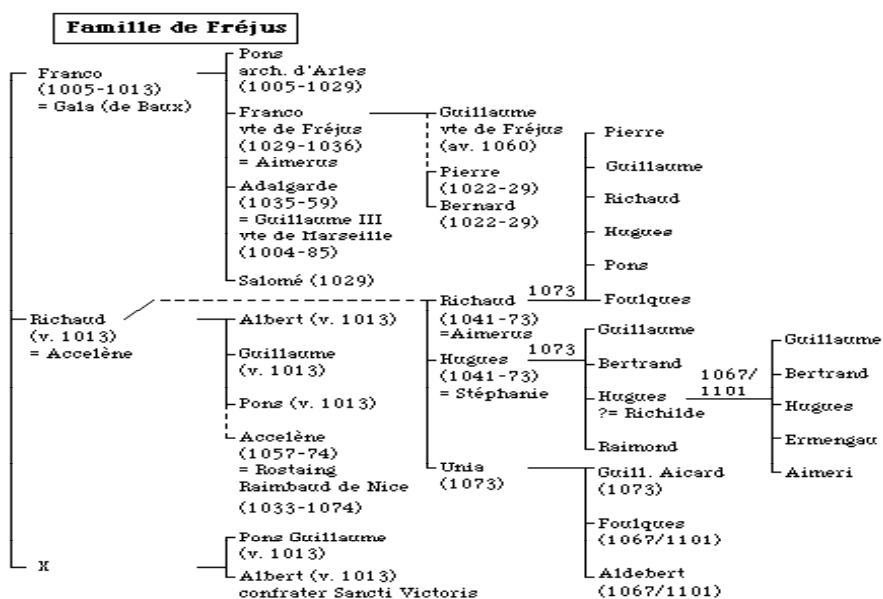 Famille de Fréjus
Franco
(1005-1013)
= Gala (de Baux)
Richaud
(v. 1013)
= Accelène
X
Pons
arch. d'Arles
(1005-1029)
Franco
vte de Fréjus
(1029-1036)
= Aimerus
Adalgarde
(1035-59)
= Guillaume III
vte de Marseille
(1004-85)
Salomé (1029)
Albert (v. 1013)
Guillaume
(v. 1013)
Pons (v. 1013)
Accelène
(1057-74)
= Rostaing
Raimbaud de Nice
(1033-1074)
Pons Guillaume
(v. 1013)
Albert (v. 1013)
confrater Sancti Victoris
Guillaume
vte de Fréjus
(av. 1060)
Pierre
(1022-29)
Bernard
(1022-29)
Richaud
(1041-73)
=Aimerus
Hugues
(1041-73)
= Stéphanie
Unia
(1073)
1073
Pierre
Guillaume
Richaud
Hugues
Pons
Foulques
1073
Guillaume
Bertrand
Hugues
?= Richilde
Raimond
Guill. Aicard
(1073)
Foulques
(1067/1101)
Aldebert
(1067/1101)
1067/
1101
Guillaume
Bertrand
Hugues
Ermengau
Aimeri